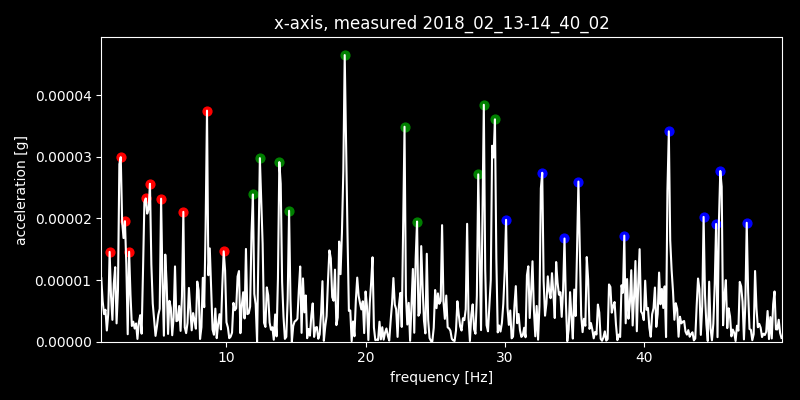 x-axis, measured 2018_02_13-14_40_02
0.00004
0.00003
0.00002
0.00001
0.00000
acceleration [g]
10 20 30 40
frequency [Hz]